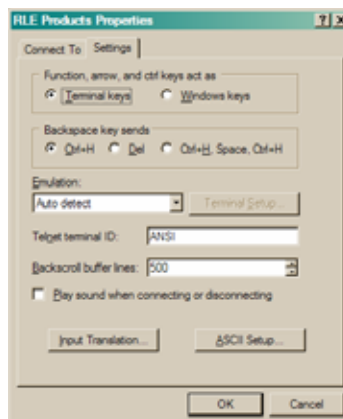 RLE Products Properties
Connect To Settings
Function, arrow, and ctrl keys act as
Terminal keys Windows keys
Backspace key sends
Ctrl+H Del Ctrl+H, Space, Ctrl+H
Emulation:
Auto detect Terminal Setup...
Telnet terminal ID: ANSI
Backscroll buffer lines: 500
Play sound when connecting or disconnecting
Input Translation... ASCII Setup...
OK Cancel